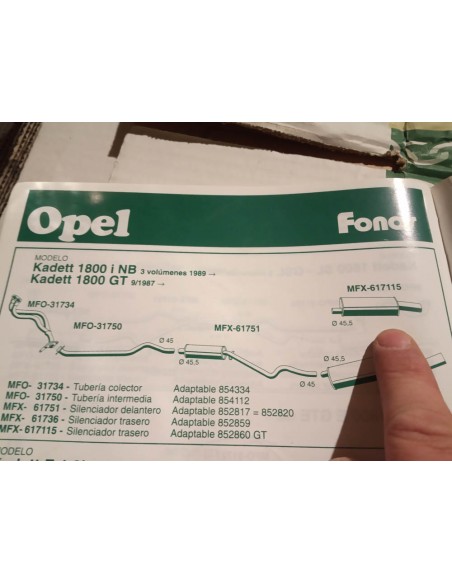 Opel Fonos
MODELO
Kadett 1800 i NB 3 volúmenes 1989 →
Kadett 1800 GT 9/1987 →
MFO-31734
MFO-31750
MFX-61751
MFX-617115
Ø 45
Ø 45,5
Ø 45,5
Ø 45
Ø 45,5
MFO- 31734 - Tubería colector Adaptable 854334
MFO- 31750 - Tubería intermedia Adaptable 854112
MFX- 61751 - Silenciador delantero Adaptable 852817 = 852820
MFX- 61736 - Silenciador trasero Adaptable 852859
MFX-617115 - Silenciador trasero Adaptable 852860 GT
MODELO